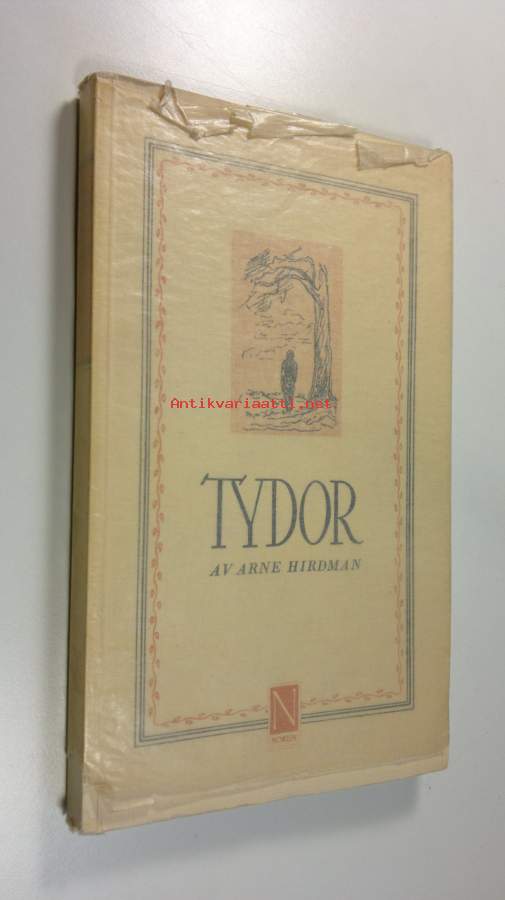 Antikvariaatti.net
TYDOR
AV ARNE HIRDMAN
N
NORLIN